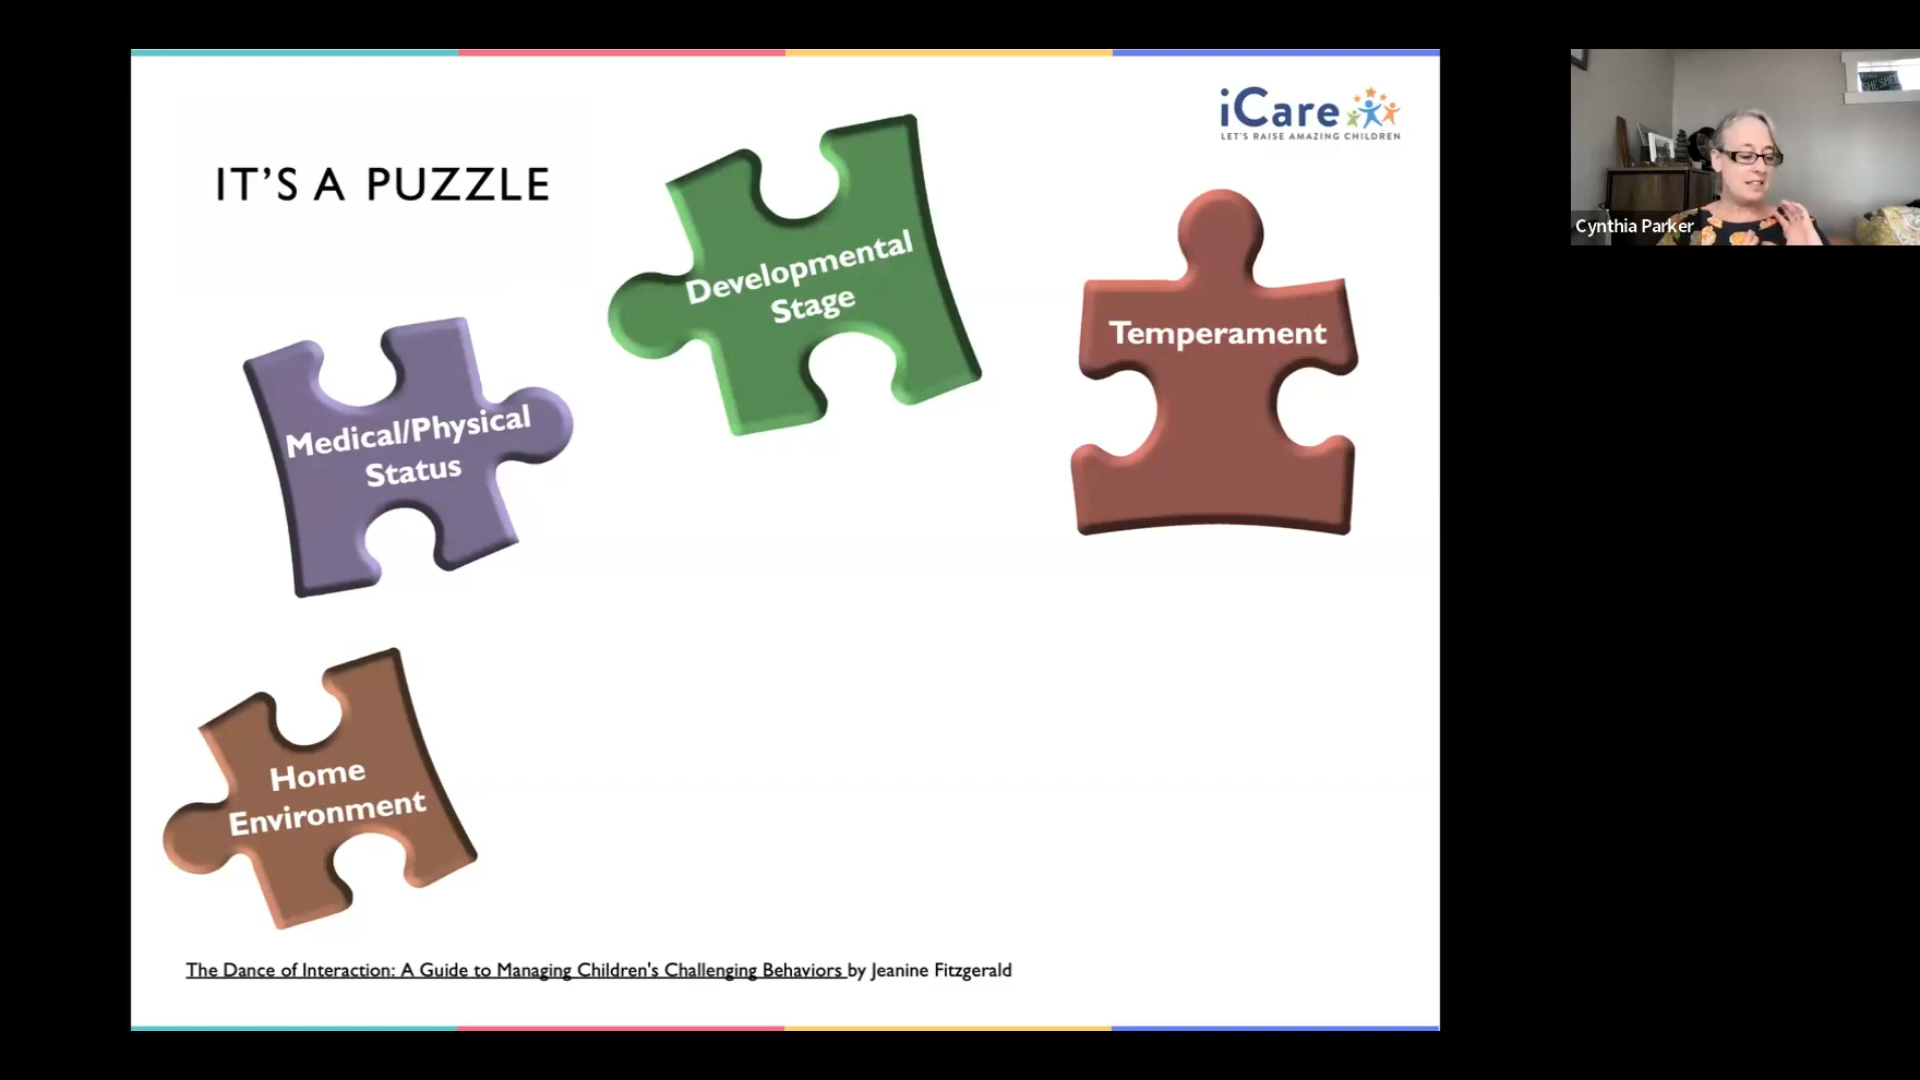 IT'S A PUZZLE
iCare
LET'S RAISE AMAZING CHILDREN
Developmental
Stage
Temperament
Medical/Physical
Status
Home
Environment
The Dance of Interaction: A Guide to Managing Children's Challenging Behaviors by Jeanine Fitzgerald
Cynthia Parker